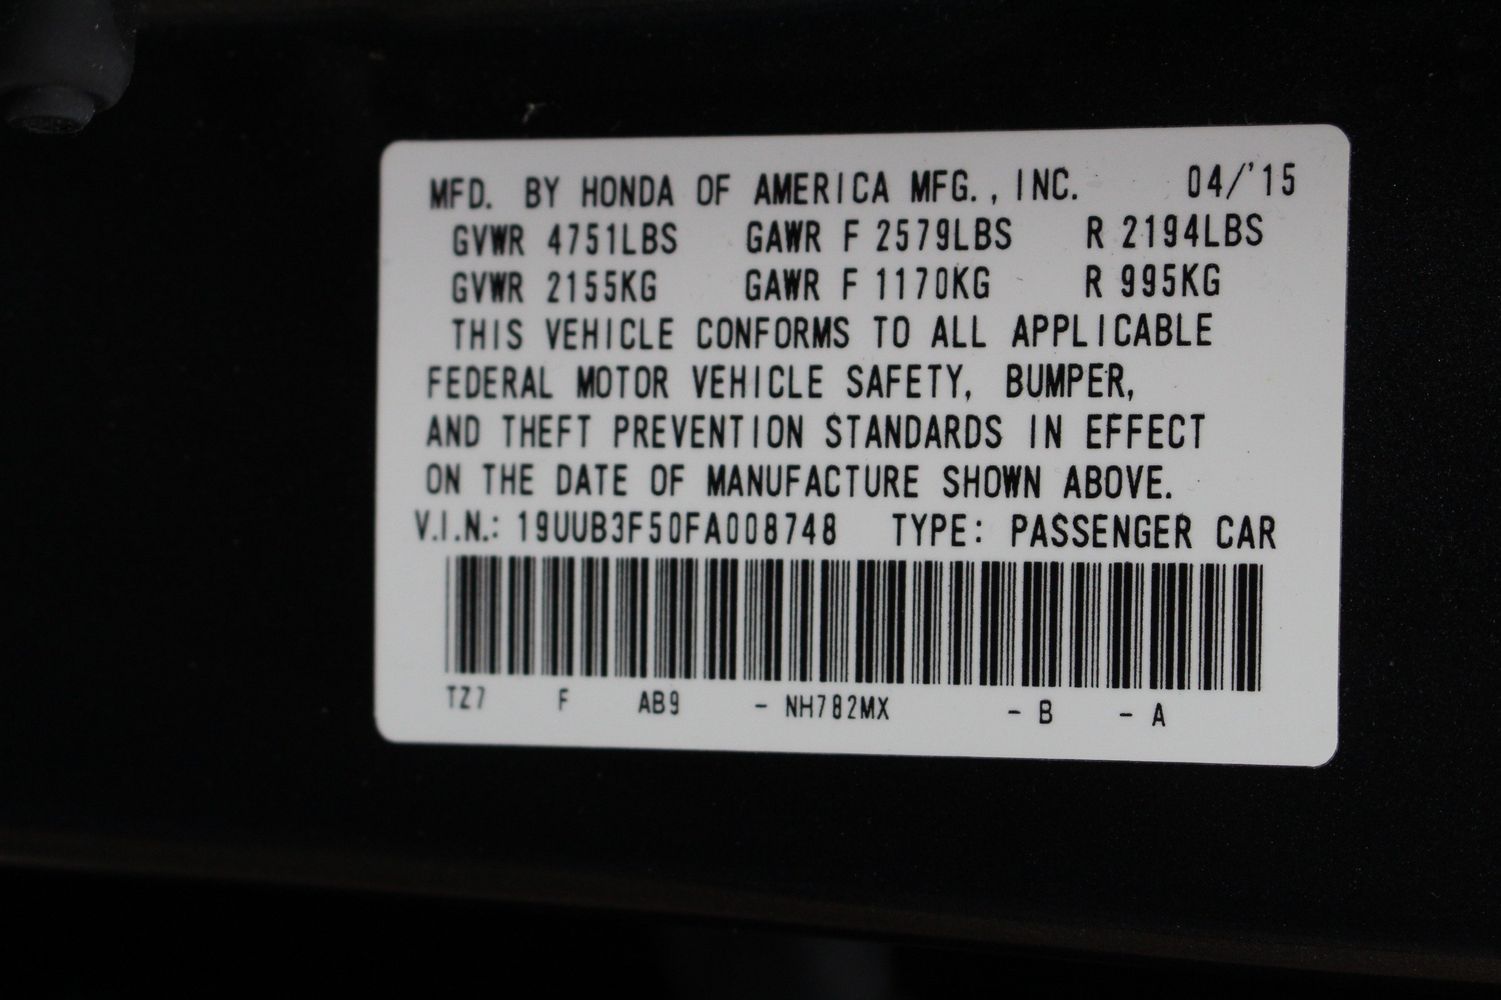 MFD. BY HONDA OF AMERICA MFG., INC. 04/'15
GVWR 4751LBS GAWR F 2579LBS R 2194LBS
GVWR 2155KG GAWR F 1170KG R 995KG
THIS VEHICLE CONFORMS TO ALL APPLICABLE
FEDERAL MOTOR VEHICLE SAFETY, BUMPER,
AND THEFT PREVENTION STANDARDS IN EFFECT
ON THE DATE OF MANUFACTURE SHOWN ABOVE.
V.I.N.: 19UUB3F50FA008748 TYPE: PASSENGER CAR
TZ7 F AB9 - NH782MX - B - A